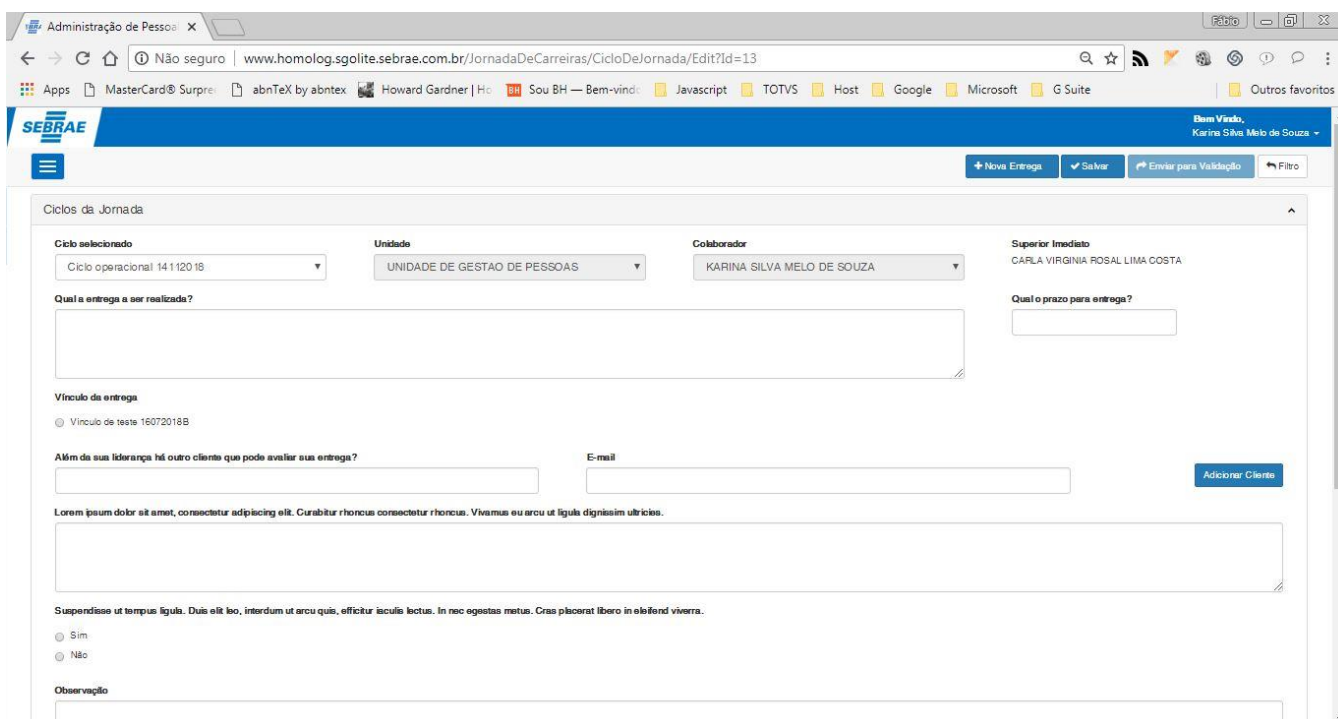 Administração de Pessoal
Fábio
Não seguro | www.homolog.sgolite.sebrae.com.br/JornadaDeCarreiras/CicloDeJornada/Edit?Id=13
Apps MasterCard® Surpre abnTeX by abntex Howard Gardner | Ho Sou BH — Bem-vindo Javascript TOTVS Host Google Microsoft G Suite Outros favoritos
SEBRAE
Bem Vindo,
Karina Silva Melo de Souza
Nova Entrega Salvar Enviar para Validação Filtro
Ciclos da Jornada
Ciclo selecionado Unidade Colaborador Superior Imediato
Ciclo operacional 14112018 UNIDADE DE GESTAO DE PESSOAS KARINA SILVA MELO DE SOUZA CARLA VIRGINIA ROSAL LIMA COSTA
Qual a entrega a ser realizada? Qual o prazo para entrega?
Vínculo da entrega
Vinculo de teste 16072018B
Além da sua liderança há outro cliente que pode avaliar sua entrega? E-mail
Adicionar Cliente
Lorem ipsum dolor sit amet, consectetur adipiscing elit. Curabitur rhoncus consectetur rhoncus. Vivamus eu arcu ut ligula dignissim ultricies.
Suspendisse ut tempus ligula. Duis elit leo, interdum ut arcu quis, efficitur iaculis lectus. In nec egestas metus. Cras placerat libero in eleifend viverra.
Sim
Não
Observação